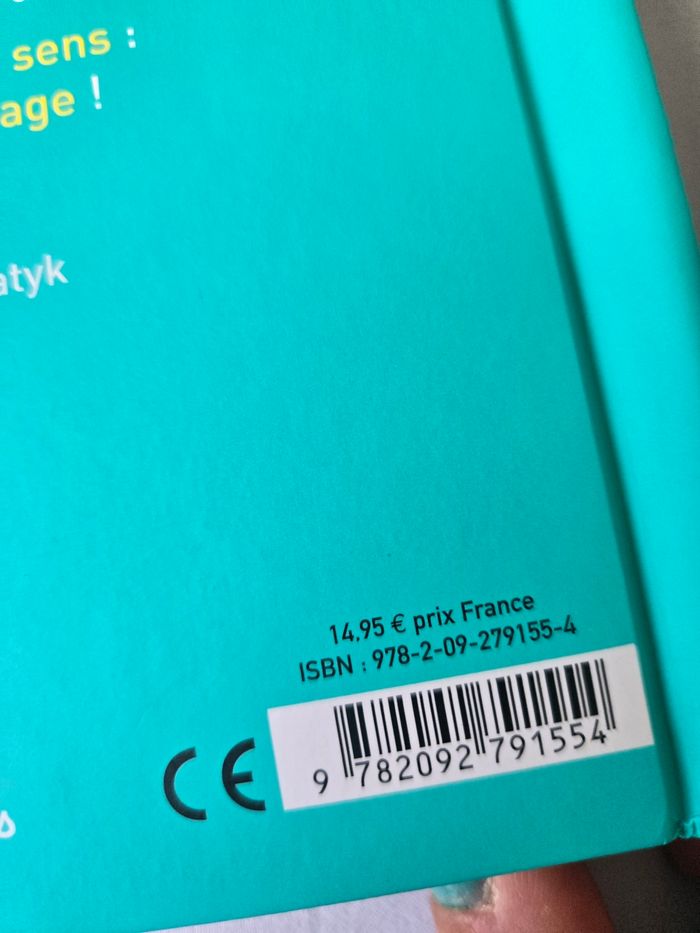 sens :
age !
atyk
14.95 € prix France
ISBN : 978-2-09-279155-4
9 782092 791554
CE
s